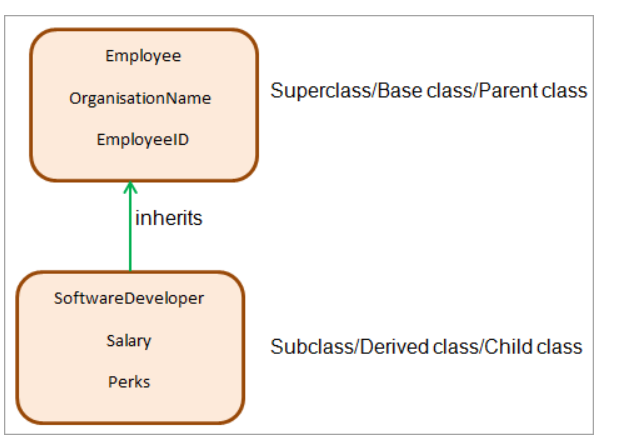 Employee
OrganisationName
EmployeeID
Superclass/Base class/Parent class
inherits
SoftwareDeveloper
Salary
Perks
Subclass/Derived class/Child class